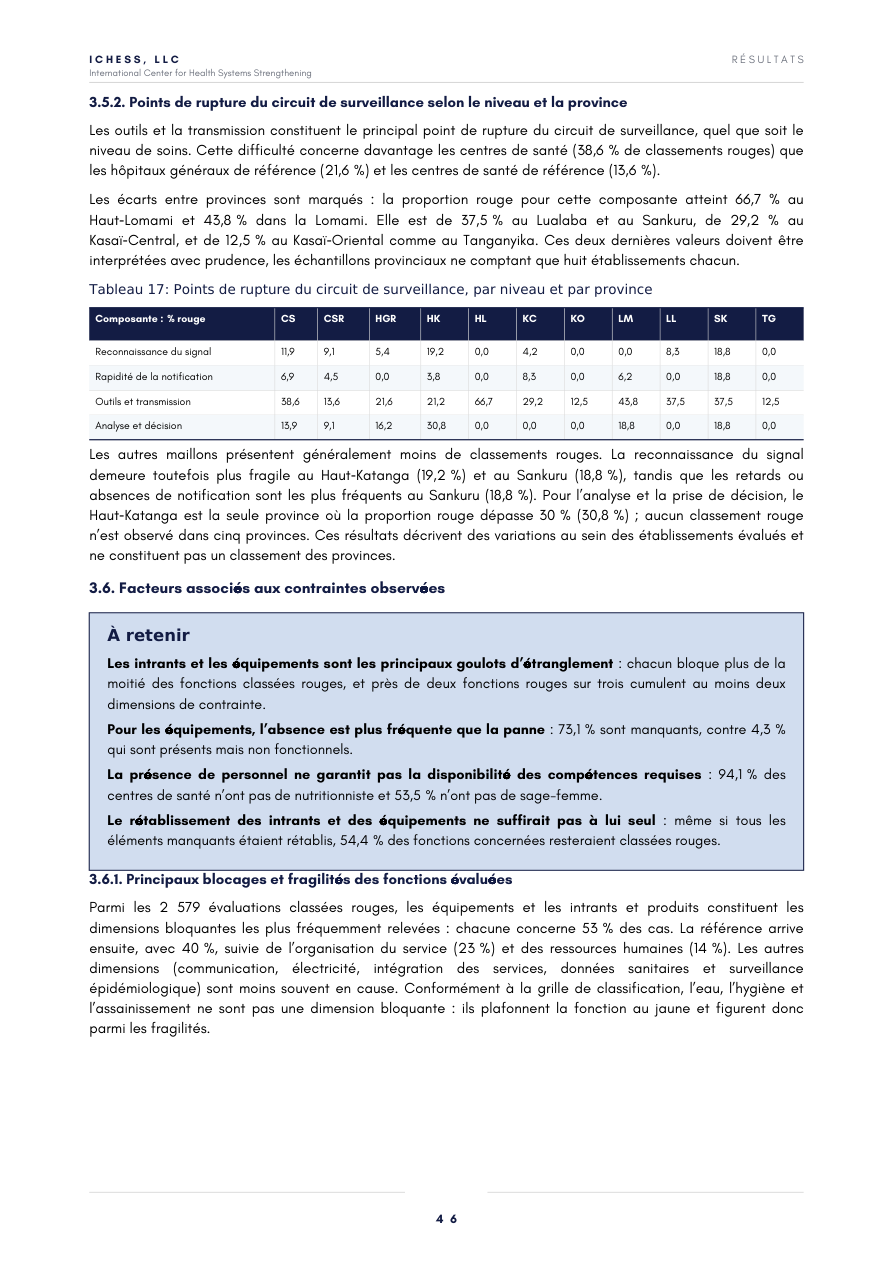 ICHESS, LLC
RÉSULTATS
International Center for Health Systems Strengthening
3.5.2. Points de rupture du circuit de surveillance selon le niveau et la province
Les outils et la transmission constituent le principal point de rupture du circuit de surveillance, quel que soit le
niveau de soins. Cette difficulté concerne davantage les centres de santé (38,6 % de classements rouges) que
les hôpitaux généraux de référence (21,6 %) et les centres de santé de référence (13,6 %).
Les écarts entre provinces sont marqués : la proportion rouge pour cette composante atteint 66,7 % au
Haut-Lomami et 43,8 % dans la Lomami. Elle est de 37,5 % au Lualaba et au Sankuru, de 29,2 % au
Kasaï-Central, et de 12,5 % au Kasaï-Oriental comme au Tanganyika. Ces deux dernières valeurs doivent être
interprétées avec prudence, les échantillons provinciaux ne comptant que huit établissements chacun.
Tableau 17: Points de rupture du circuit de surveillance, par niveau et par province
Composante : % rouge CS CSR HGR HK HL KC KO LM LL SK TG
Reconnaissance du signal 11,9 9,1 5,4 19,2 0,0 4,2 0,0 0,0 8,3 18,8 0,0
Rapidité de la notification 6,9 4,5 0,0 3,8 0,0 8,3 0,0 6,2 0,0 18,8 0,0
Outils et transmission 38,6 13,6 21,6 21,2 66,7 29,2 12,5 43,8 37,5 37,5 12,5
Analyse et décision 13,9 9,1 16,2 30,8 0,0 0,0 0,0 18,8 0,0 18,8 0,0
Les autres maillons présentent généralement moins de classements rouges. La reconnaissance du signal
demeure toutefois plus fragile au Haut-Katanga (19,2 %) et au Sankuru (18,8 %), tandis que les retards ou
absences de notification sont les plus fréquents au Sankuru (18,8 %). Pour l'analyse et la prise de décision, le
Haut-Katanga est la seule province où la proportion rouge dépasse 30 % (30,8 %) ; aucun classement rouge
n'est observé dans cinq provinces. Ces résultats décrivent des variations au sein des établissements évalués et
ne constituent pas un classement des provinces.
3.6. Facteurs associés aux contraintes observées
À retenir
Les intrants et les équipements sont les principaux goulots d'étranglement : chacun bloque plus de la
moitié des fonctions classées rouges, et près de deux fonctions rouges sur trois cumulent au moins deux
dimensions de contrainte.
Pour les équipements, l'absence est plus fréquente que la panne : 73,1 % sont manquants, contre 4,3 %
qui sont présents mais non fonctionnels.
La présence de personnel ne garantit pas la disponibilité des compétences requises : 94,1 % des
centres de santé n'ont pas de nutritionniste et 53,5 % n'ont pas de sage-femme.
Le rétablissement des intrants et des équipements ne suffirait pas à lui seul : même si tous les
éléments manquants étaient rétablis, 54,4 % des fonctions concernées resteraient classées rouges.
3.6.1. Principaux blocages et fragilités des fonctions évaluées
Parmi les 2 579 évaluations classées rouges, les équipements et les intrants et produits constituent les
dimensions bloquantes les plus fréquemment relevées : chacune concerne 53 % des cas. La référence arrive
ensuite, avec 40 %, suivie de l'organisation du service (23 %) et des ressources humaines (14 %). Les autres
dimensions (communication, électricité, intégration des services, données sanitaires et surveillance
épidémiologique) sont moins souvent en cause. Conformément à la grille de classification, l'eau, l'hygiène et
l'assainissement ne sont pas une dimension bloquante : ils plafonnent la fonction au jaune et figurent donc
parmi les fragilités.
46